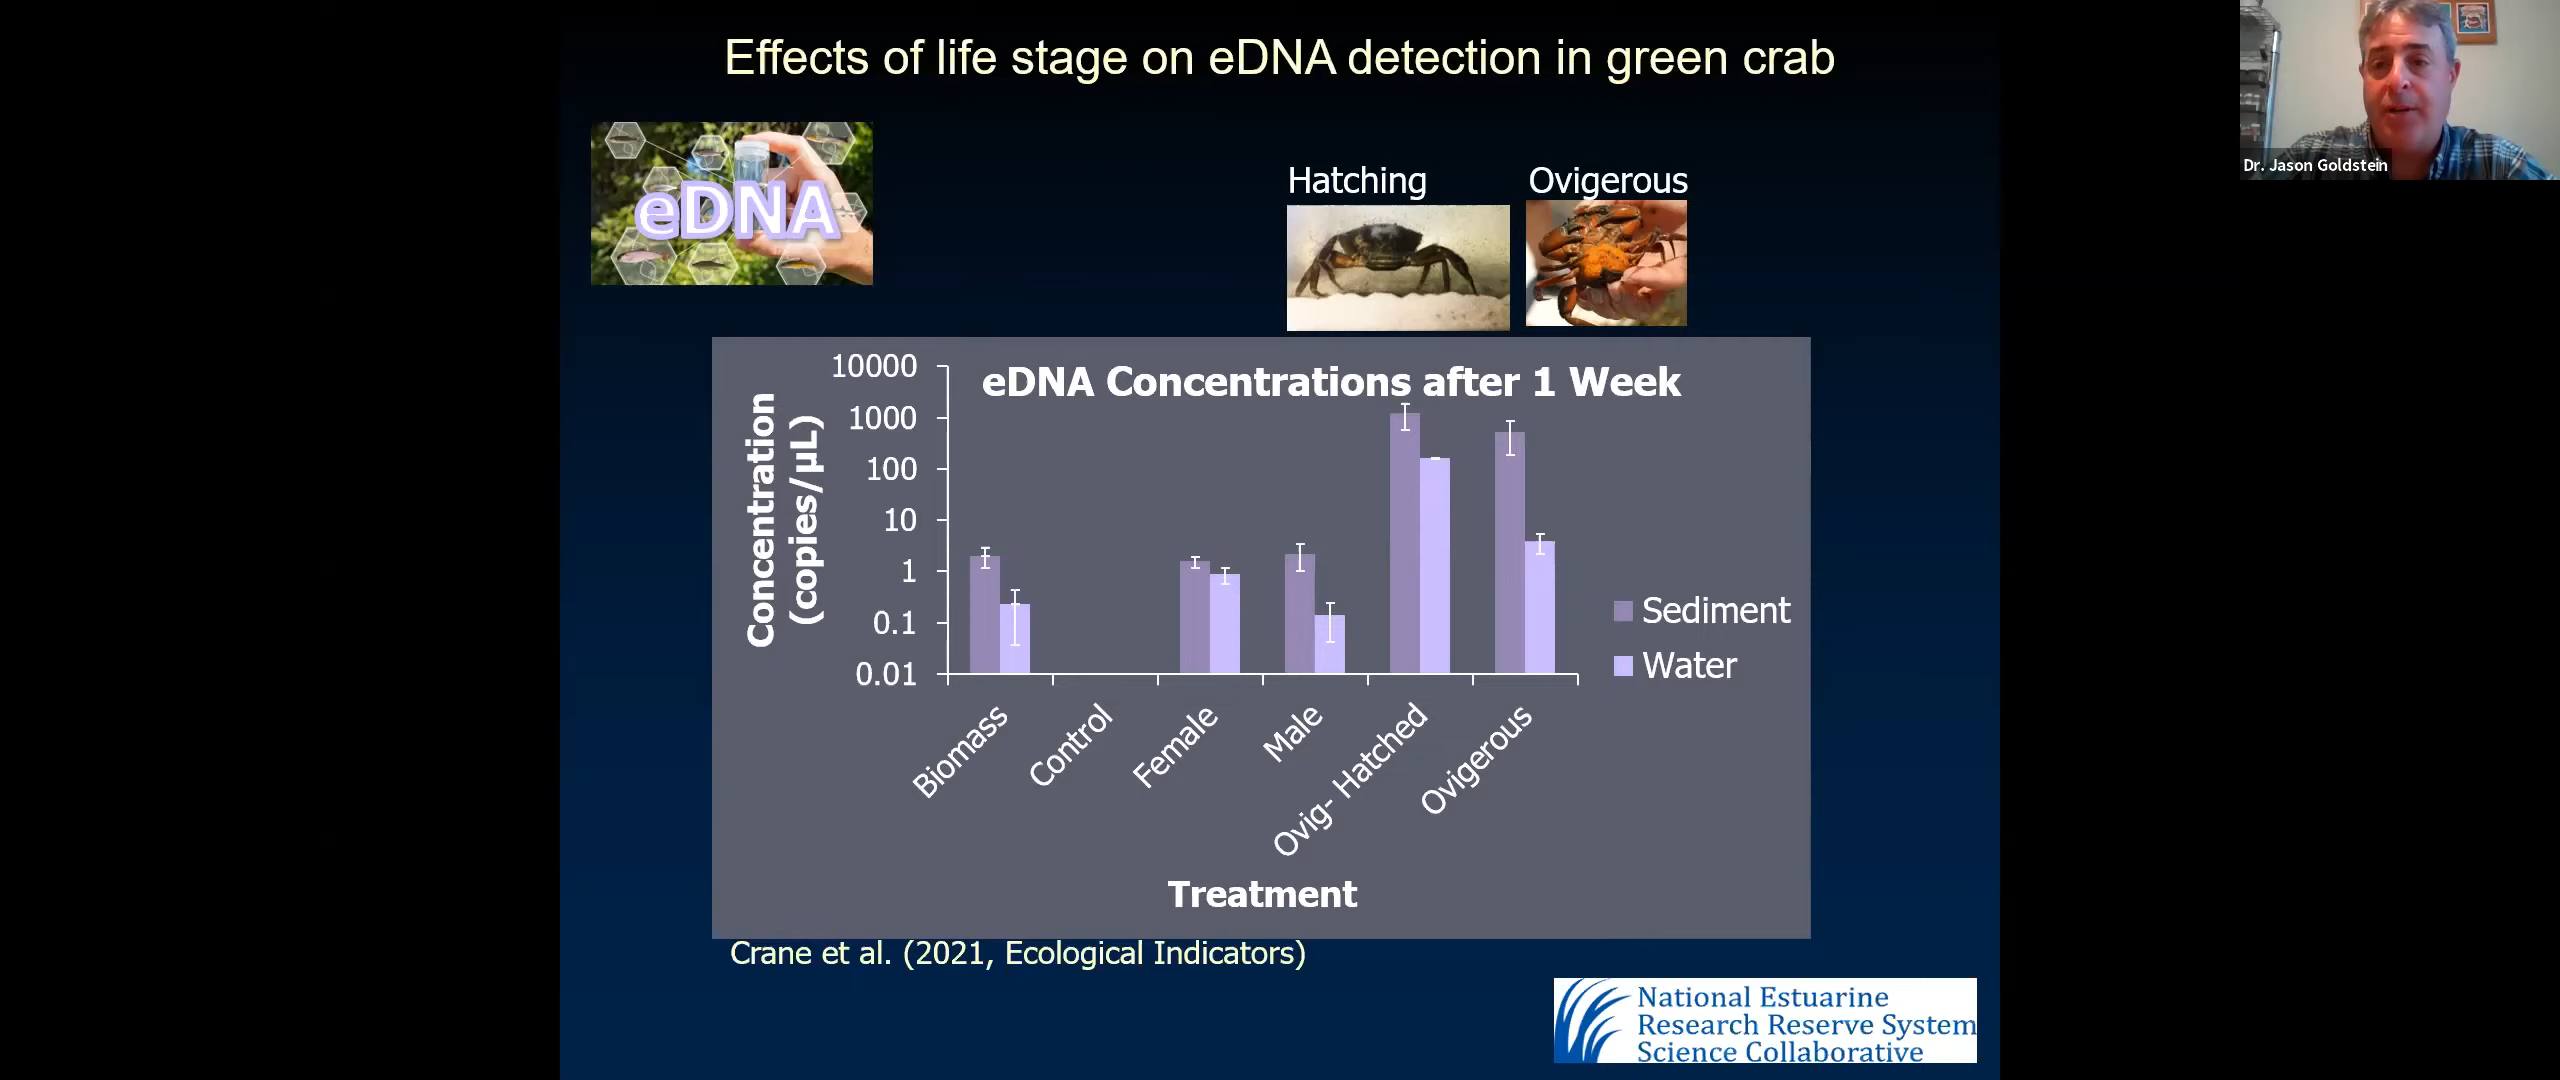 Effects of life stage on eDNA detection in green crab
Dr. Jason Goldstein
eDNA
Hatching
Ovigerous
eDNA Concentrations after 1 Week
Concentration
(copies/µL)
10000
1000
100
10
1
0.1
0.01
Sediment
Water
Biomass
Control
Female
Male
Ovig- Hatched
Ovigerous
Treatment
Crane et al. (2021, Ecological Indicators)
National Estuarine
Research Reserve System
Science Collaborative